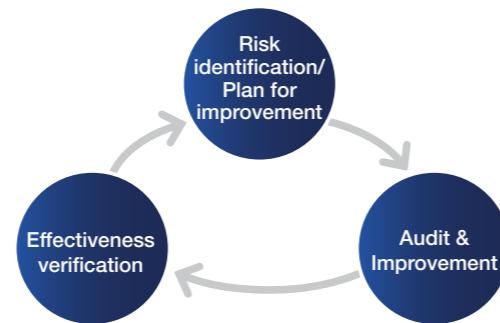 Risk
identification/
Plan for
improvement
Audit &
Improvement
Effectiveness
verification